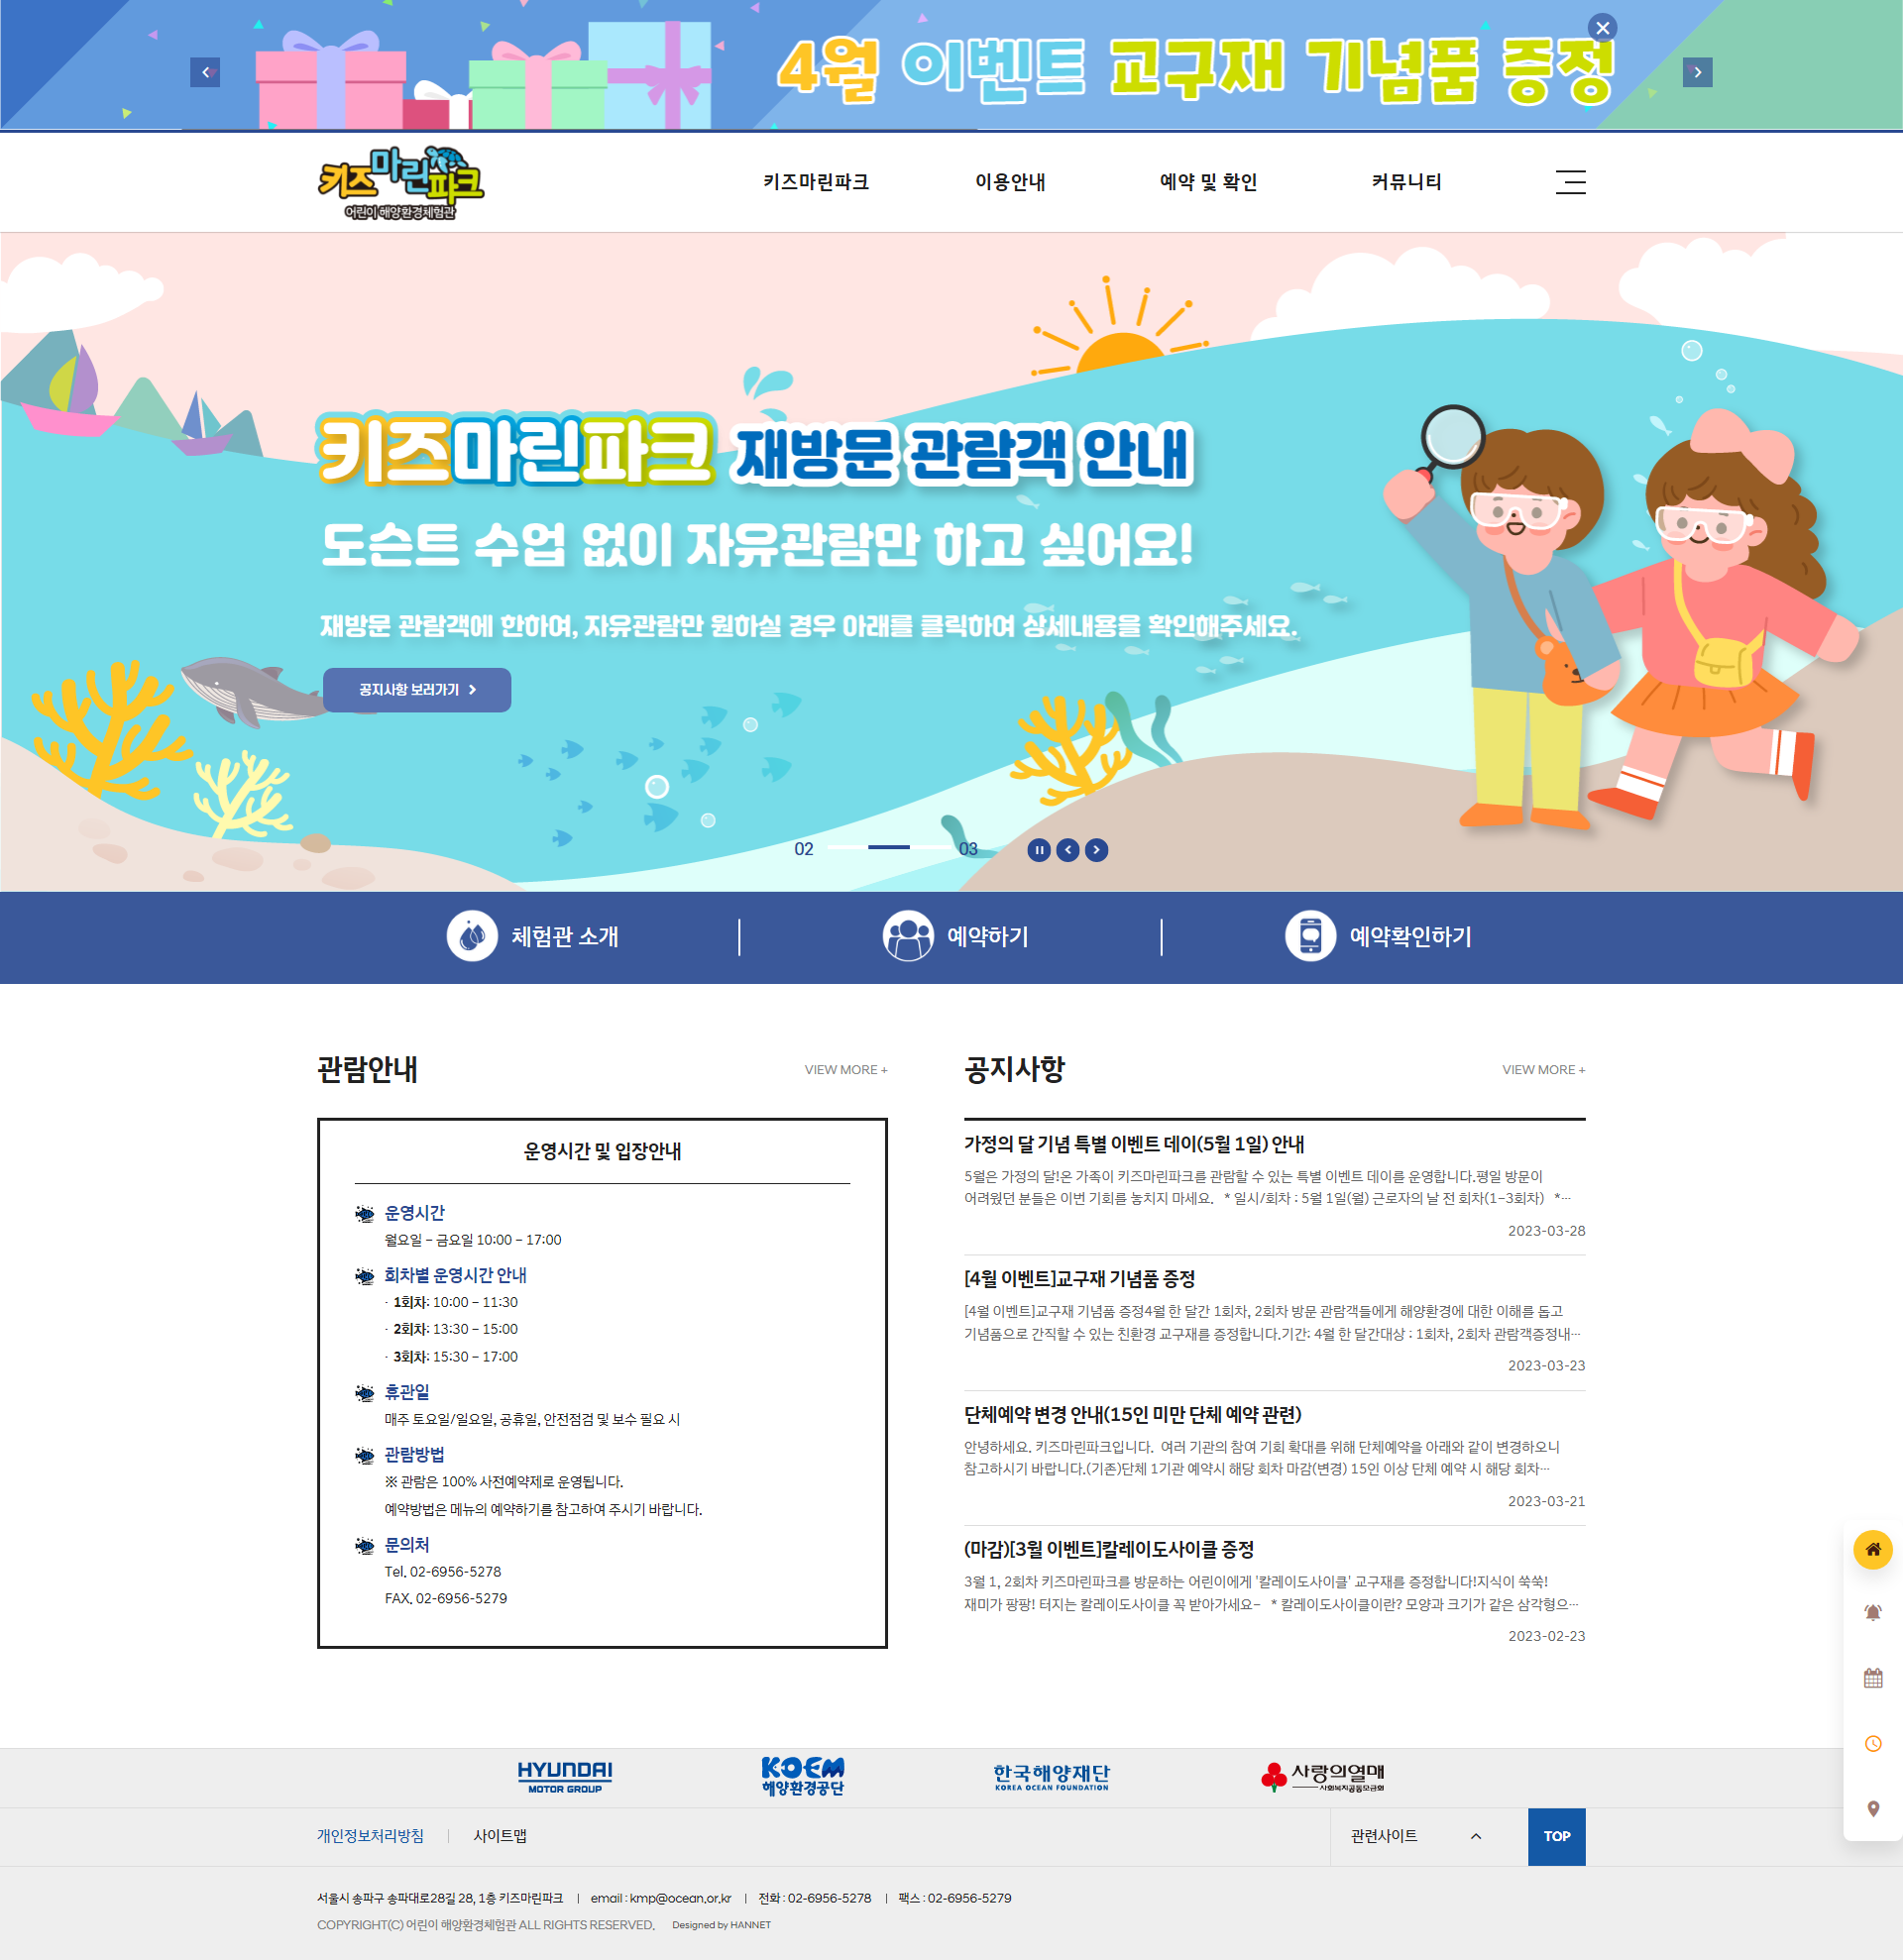 4월 이벤트 교구재 기념품 증정
키즈마린파크
어린이 해양환경체험관
키즈마린파크 이용안내 예약 및 확인 커뮤니티
키즈마린파크 재방문 관람객 안내
도슨트 수업 없이 자유관람만 하고 싶어요!
재방문 관람객에 한하여, 자유관람만 원하실 경우 아래를 클릭하여 상세내용을 확인해주세요.
공지사항 보러가기
02 03
체험관 소개 예약하기 예약확인하기
관람안내 VIEW MORE +
운영시간 및 입장안내
운영시간
월요일 - 금요일 10:00 - 17:00
회차별 운영시간 안내
· 1회차: 10:00 - 11:30
· 2회차: 13:30 - 15:00
· 3회차: 15:30 - 17:00
휴관일
매주 토요일/일요일, 공휴일, 안전점검 및 보수 필요 시
관람방법
※ 관람은 100% 사전예약제로 운영됩니다.
예약방법은 메뉴의 예약하기를 참고하여 주시기 바랍니다.
문의처
Tel. 02-6956-5278
FAX. 02-6956-5279
공지사항 VIEW MORE +
가정의 달 기념 특별 이벤트 데이(5월 1일) 안내
5월은 가정의 달!온 가족이 키즈마린파크를 관람할 수 있는 특별 이벤트 데이를 운영합니다.평일 방문이
어려웠던 분들은 이번 기회를 놓치지 마세요. * 일시/회차 : 5월 1일(월) 근로자의 날 전 회차(1-3회차) *…
2023-03-28
[4월 이벤트]교구재 기념품 증정
[4월 이벤트]교구재 기념품 증정4월 한 달간 1회차, 2회차 방문 관람객들에게 해양환경에 대한 이해를 돕고
기념품으로 간직할 수 있는 친환경 교구재를 증정합니다.기간: 4월 한 달간대상 : 1회차, 2회차 관람객증정내…
2023-03-23
단체예약 변경 안내(15인 미만 단체 예약 관련)
안녕하세요. 키즈마린파크입니다. 여러 기관의 참여 기회 확대를 위해 단체예약을 아래와 같이 변경하오니
참고하시기 바랍니다.(기존)단체 1기관 예약시 해당 회차 마감(변경) 15인 이상 단체 예약 시 해당 회차…
2023-03-21
(마감)[3월 이벤트]칼레이도사이클 증정
3월 1, 2회차 키즈마린파크를 방문하는 어린이에게 '칼레이도사이클' 교구재를 증정합니다!지식이 쑥쑥!
재미가 팡팡! 터지는 칼레이도사이클 꼭 받아가세요~ * 칼레이도사이클이란? 모양과 크기가 같은 삼각형으…
2023-02-23
HYUNDAI
MOTOR GROUP
KOEM
해양환경공단
한국해양재단
KOREA OCEAN FOUNDATION
사랑의열매
사회복지공동모금회
개인정보처리방침 사이트맵 관련사이트 TOP
서울시 송파구 송파대로28길 28, 1층 키즈마린파크 | email : kmp@ocean.or.kr | 전화 : 02-6956-5278 | 팩스 : 02-6956-5279
COPYRIGHT(C) 어린이 해양환경체험관 ALL RIGHTS RESERVED. Designed by HANNET